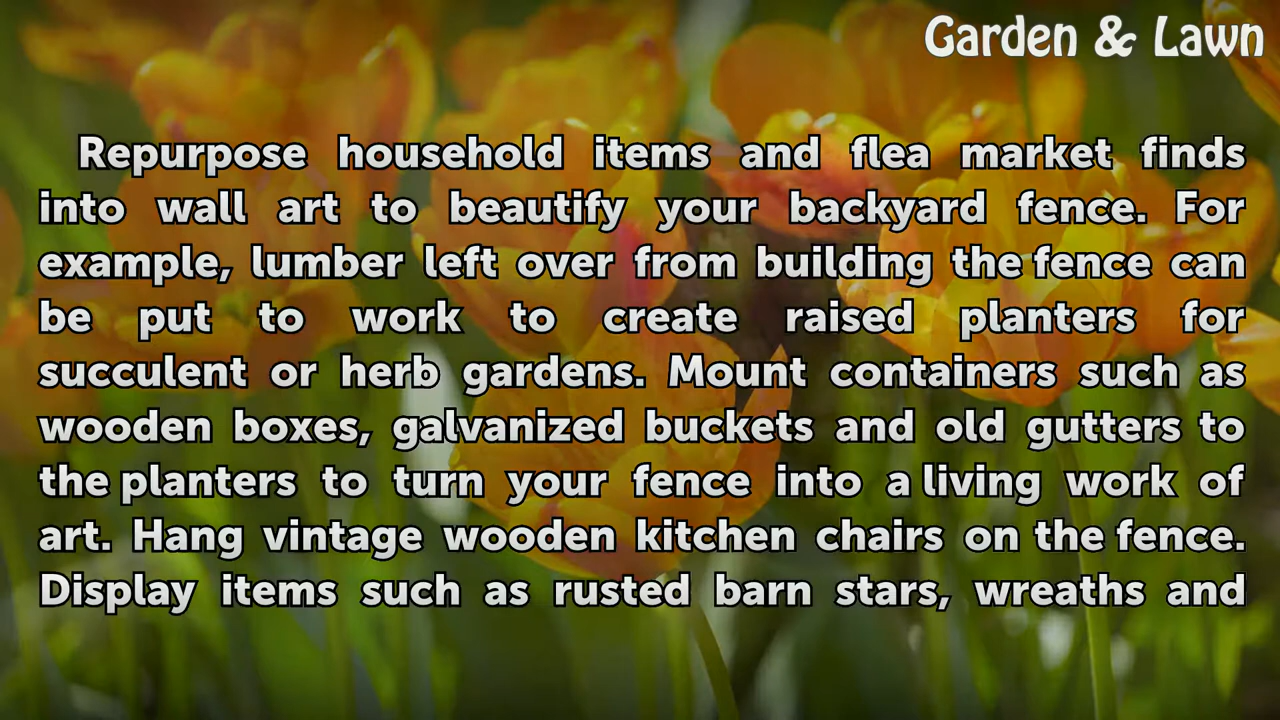 Garden & Lawn
Repurpose household items and flea market finds
into wall art to beautify your backyard fence. For
example, lumber left over from building the fence can
be put to work to create raised planters for
succulent or herb gardens. Mount containers such as
wooden boxes, galvanized buckets and old gutters to
the planters to turn your fence into a living work of
art. Hang vintage wooden kitchen chairs on the fence.
Display items such as rusted barn stars, wreaths and